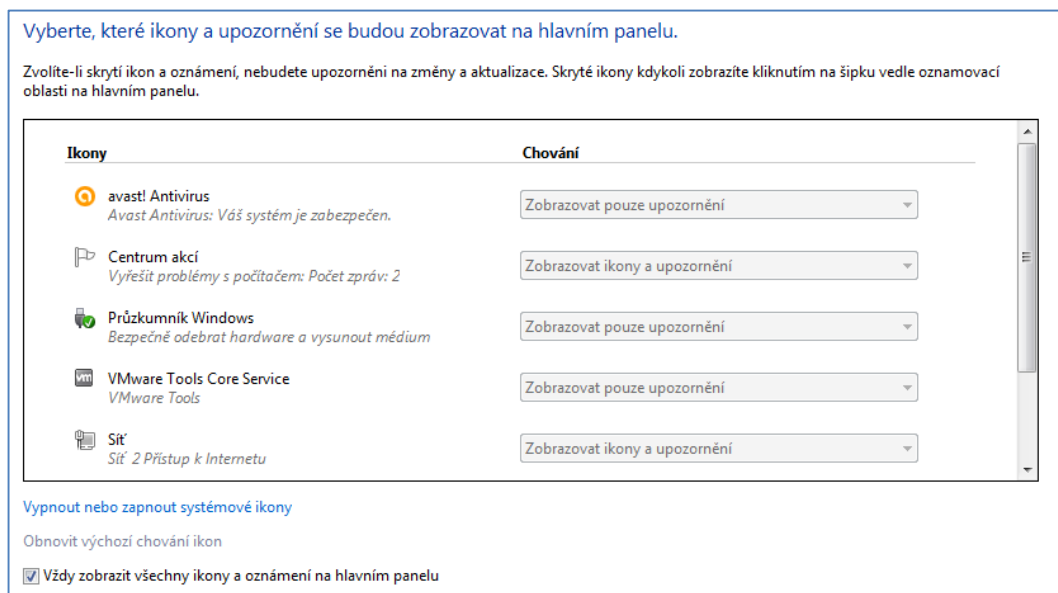 Vyberte, které ikony a upozornění se budou zobrazovat na hlavním panelu.
Zvolíte-li skrytí ikon a oznámení, nebudete upozorněni na změny a aktualizace. Skryté ikony kdykoli zobrazíte kliknutím na šipku vedle oznamovací
oblasti na hlavním panelu.
Ikony Chování
avast! Antivirus
Avast Antivirus: Váš systém je zabezpečen.
Zobrazovat pouze upozornění
Centrum akcí
Vyřešit problémy s počítačem: Počet zpráv: 2
Zobrazovat ikony a upozornění
Průzkumník Windows
Bezpečně odebrat hardware a vysunout médium
Zobrazovat pouze upozornění
vm
VMware Tools Core Service
VMware Tools
Zobrazovat pouze upozornění
Síť
Síť 2 Přístup k Internetu
Zobrazovat ikony a upozornění
Vypnout nebo zapnout systémové ikony
Obnovit výchozí chování ikon
Vždy zobrazit všechny ikony a oznámení na hlavním panelu